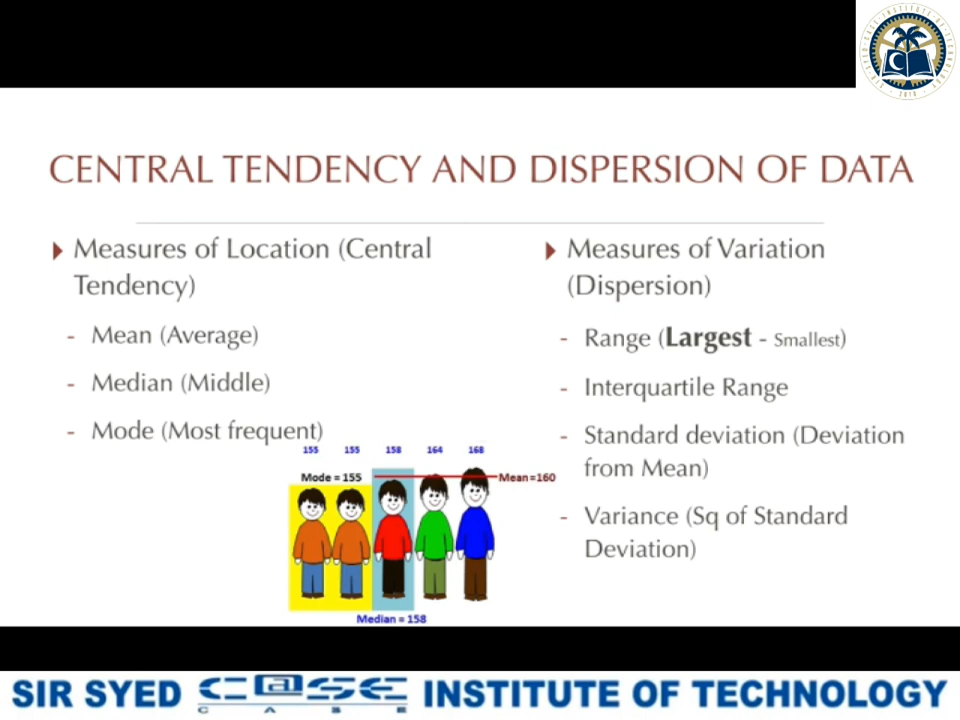 CENTRAL TENDENCY AND DISPERSION OF DATA
Measures of Location (Central
Tendency)
- Mean (Average)
- Median (Middle)
- Mode (Most frequent)
155 155 158 164 168
Mode = 155
Mean=160
Median = 158
Measures of Variation
(Dispersion)
- Range (Largest - Smallest)
- Interquartile Range
- Standard deviation (Deviation
from Mean)
- Variance (Sq of Standard
Deviation)
SIR SYED C@SE INSTITUTE OF TECHNOLOGY
C A S E